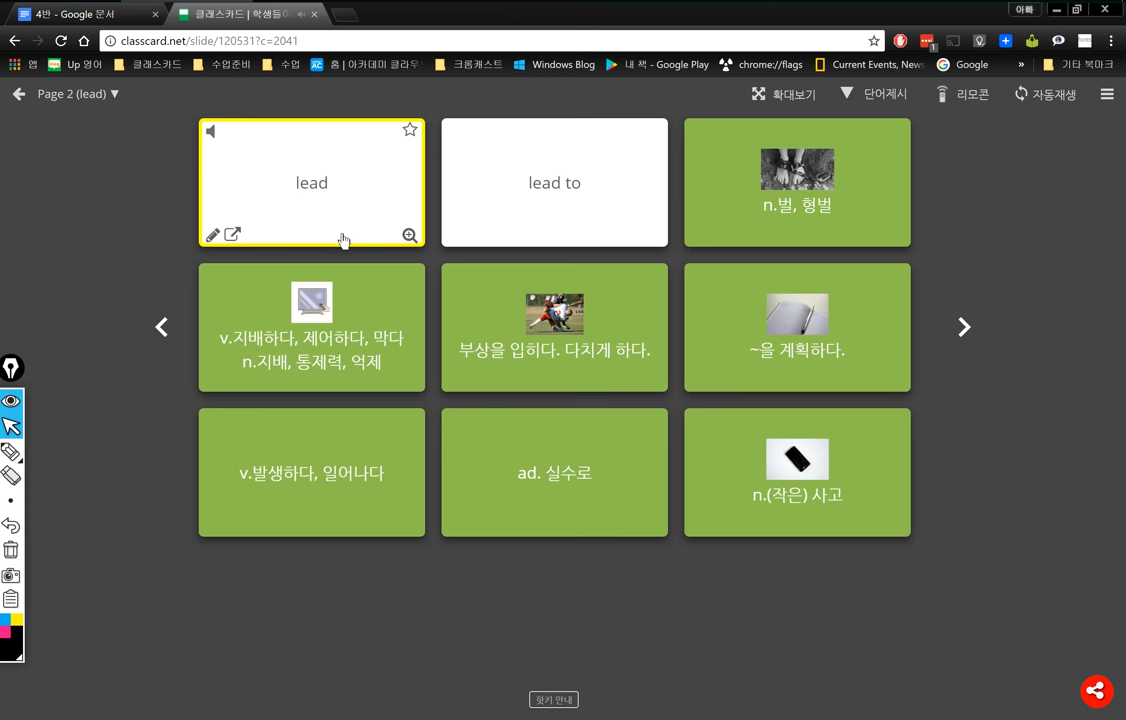 4반 - Google 문서
클래스카드 | 학생들이
아빠
classcard.net/slide/120531?c=2041
1
앱
Up 영어
클래스카드
수업준비
수업
홈 | 아카데미 클라우
크롬캐스트
Windows Blog
내 책 - Google Play
chrome://flags
Current Events, News
Google
»
기타 북마크
Page 2 (lead) ▼
확대보기
단어제시
리모콘
자동재생
lead
lead to
n.벌, 형벌
v.지배하다, 제어하다, 막다
n.지배, 통제력, 억제
부상을 입히다. 다치게 하다.
~을 계획하다.
v.발생하다, 일어나다
ad. 실수로
n.(작은) 사고
핫키 안내